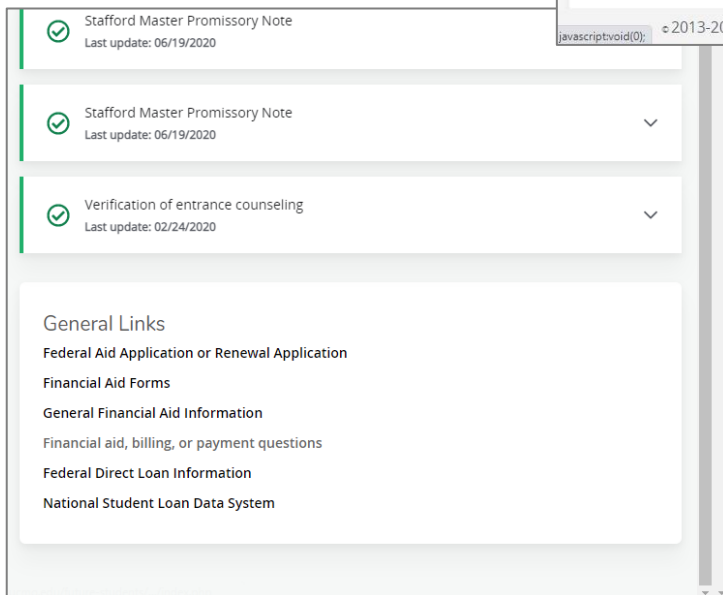 Stafford Master Promissory Note
Last update: 06/19/2020
javascript:void(0);
© 2013-20
Stafford Master Promissory Note
Last update: 06/19/2020
Verification of entrance counseling
Last update: 02/24/2020
General Links
Federal Aid Application or Renewal Application
Financial Aid Forms
General Financial Aid Information
Financial aid, billing, or payment questions
Federal Direct Loan Information
National Student Loan Data System